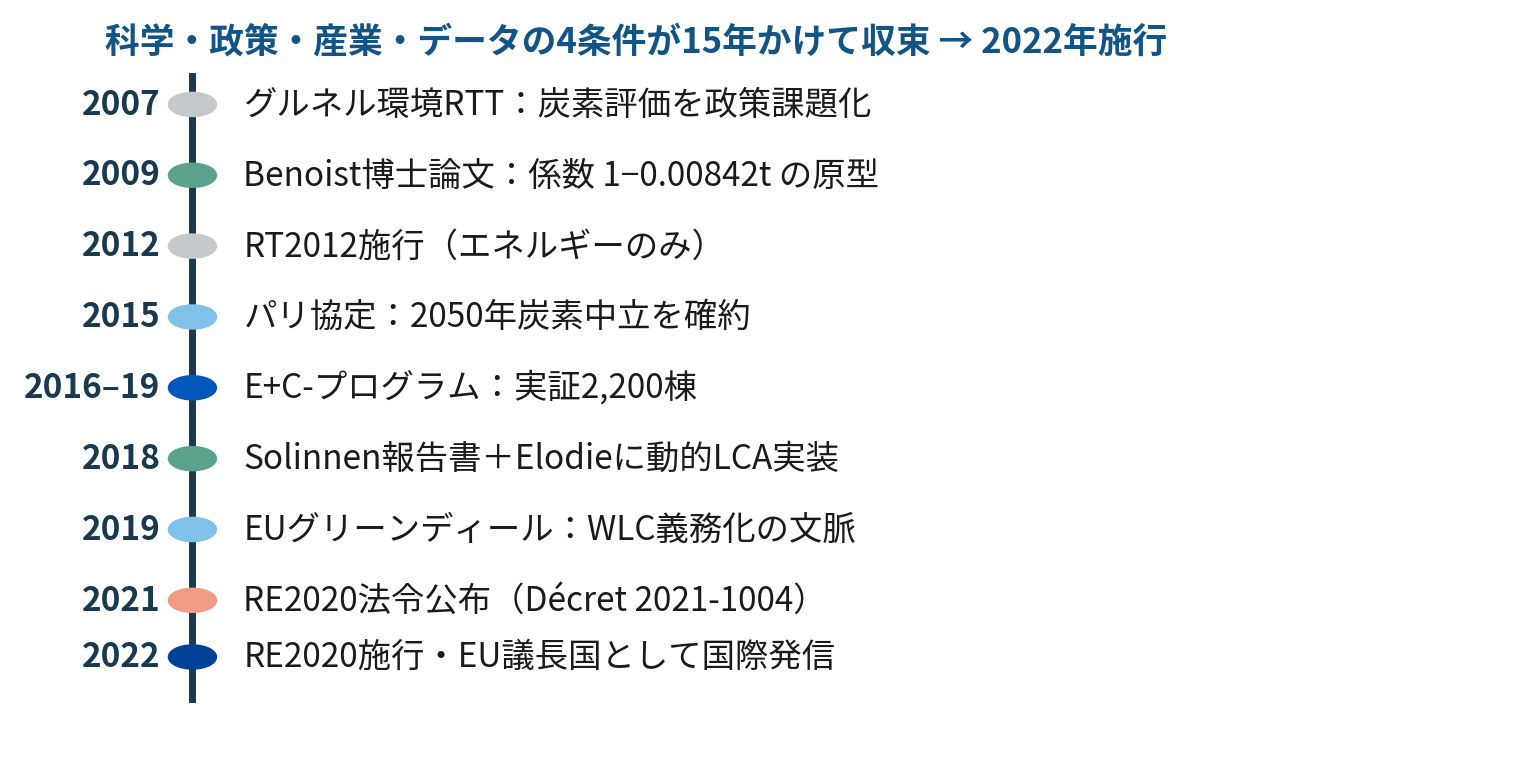 科学・政策・産業・データの4条件が15年かけて収束 → 2022年施行
2007 グルネル環境RTT：炭素評価を政策課題化
2009 Benoist博士論文：係数 1−0.00842t の原型
2012 RT2012施行（エネルギーのみ）
2015 パリ協定：2050年炭素中立を確約
2016–19 E+C-プログラム：実証2,200棟
2018 Solinnen報告書＋Elodieに動的LCA実装
2019 EUグリーンディール：WLC義務化の文脈
2021 RE2020法令公布（Décret 2021-1004）
2022 RE2020施行・EU議長国として国際発信